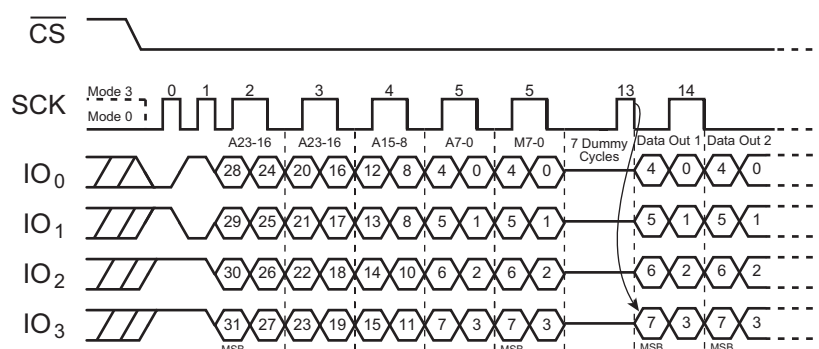 CS
SCK
Mode 3
Mode 0
0 1 2 3 4 5 5 13 14
A23-16 A23-16 A15-8 A7-0 M7-0 7 Dummy Cycles Data Out 1 Data Out 2
IO0 28 24 20 16 12 8 4 0 4 0 4 0 4 0
IO1 29 25 21 17 13 8 5 1 5 1 5 1 5 1
IO2 30 26 22 18 14 10 6 2 6 2 6 2 6 2
IO3 31 27 23 19 15 11 7 3 7 3 7 3 7 3
MSB MSB MSB MSB